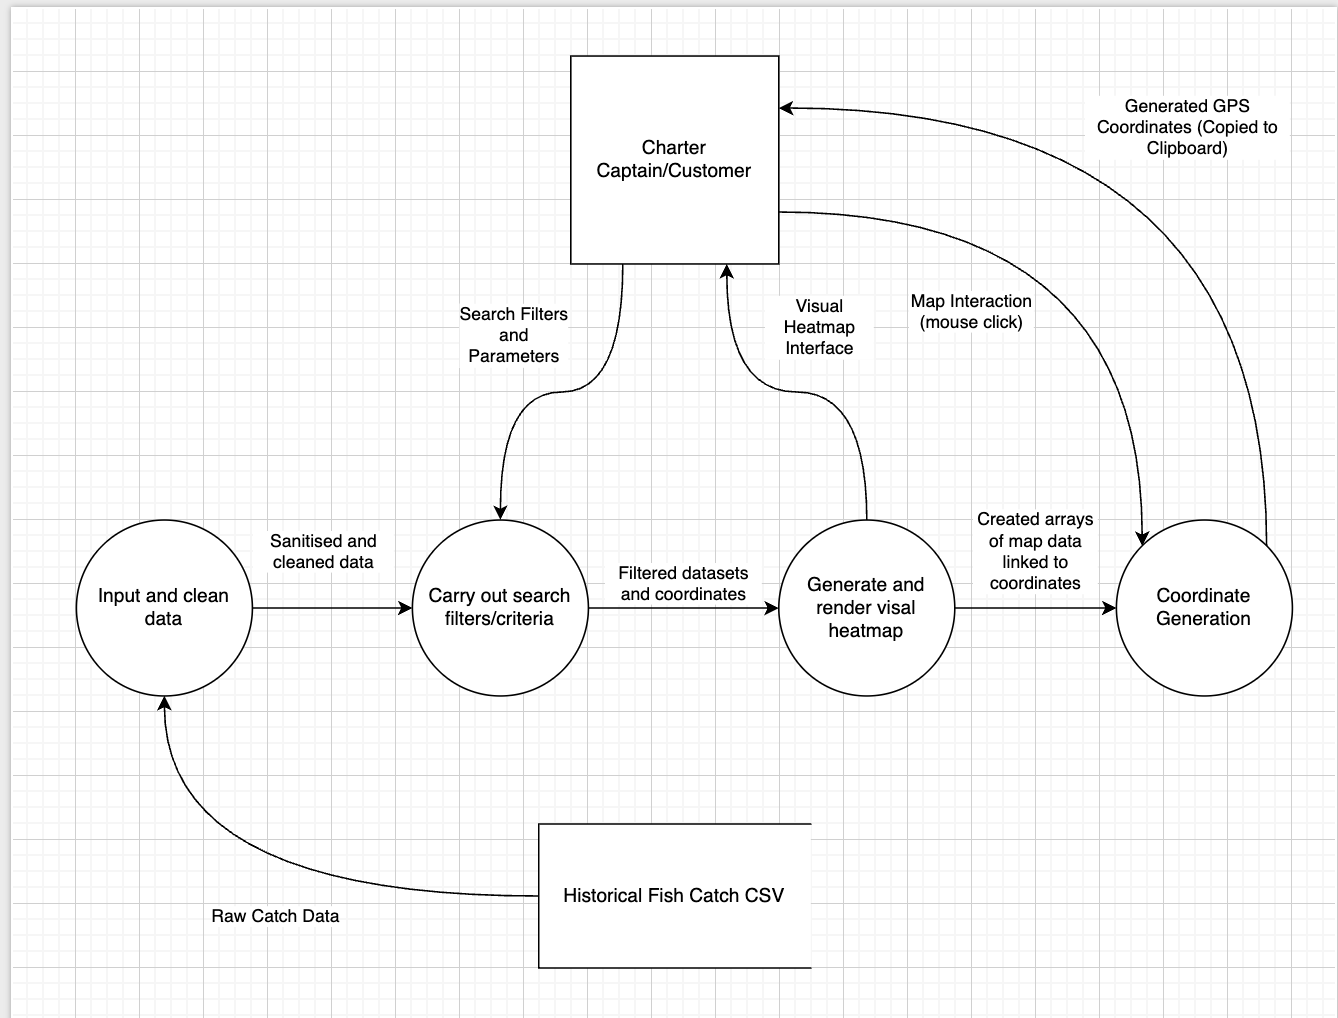 Charter
Captain/Customer
Generated GPS
Coordinates (Copied to
Clipboard)
Search Filters
and
Parameters
Visual
Heatmap
Interface
Map Interaction
(mouse click)
Input and clean
data
Sanitised and
cleaned data
Carry out search
filters/criteria
Filtered datasets
and coordinates
Generate and
render visal
heatmap
Created arrays
of map data
linked to
coordinates
Coordinate
Generation
Historical Fish Catch CSV
Raw Catch Data